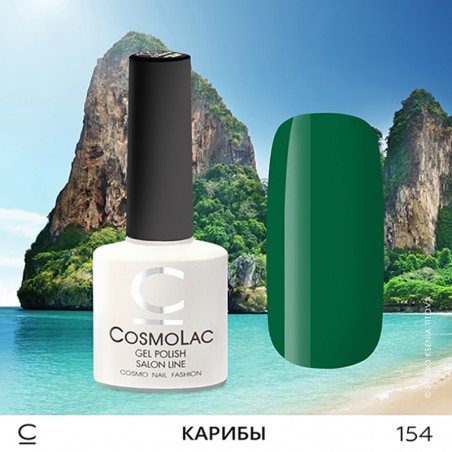 COSMOLAC
GEL POLISH
SALON LINE
COSMO NAIL FASHION
КАРИБЫ
154